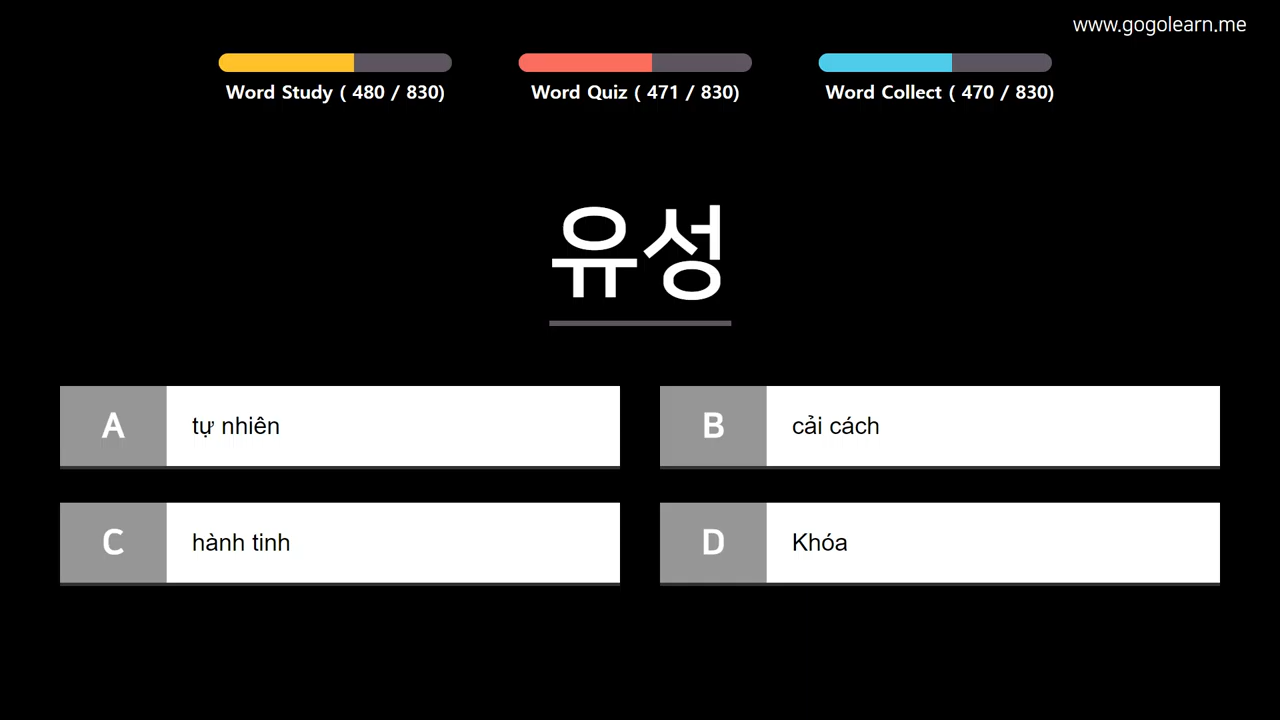 www.gogolearn.me
Word Study ( 480 / 830)
Word Quiz ( 471 / 830)
Word Collect ( 470 / 830)
유성
A tự nhiên
B cải cách
C hành tinh
D Khóa